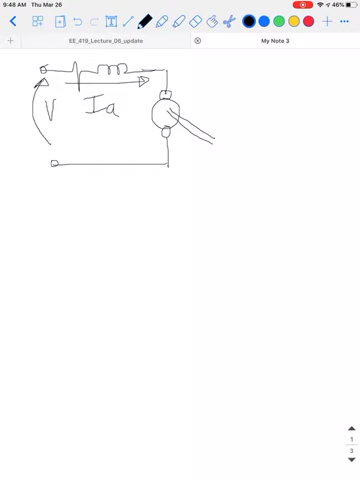 9:48 AM Thu Mar 26
46%
EE_419_Lecture_06_update
My Note 3
V
Ia
1
3